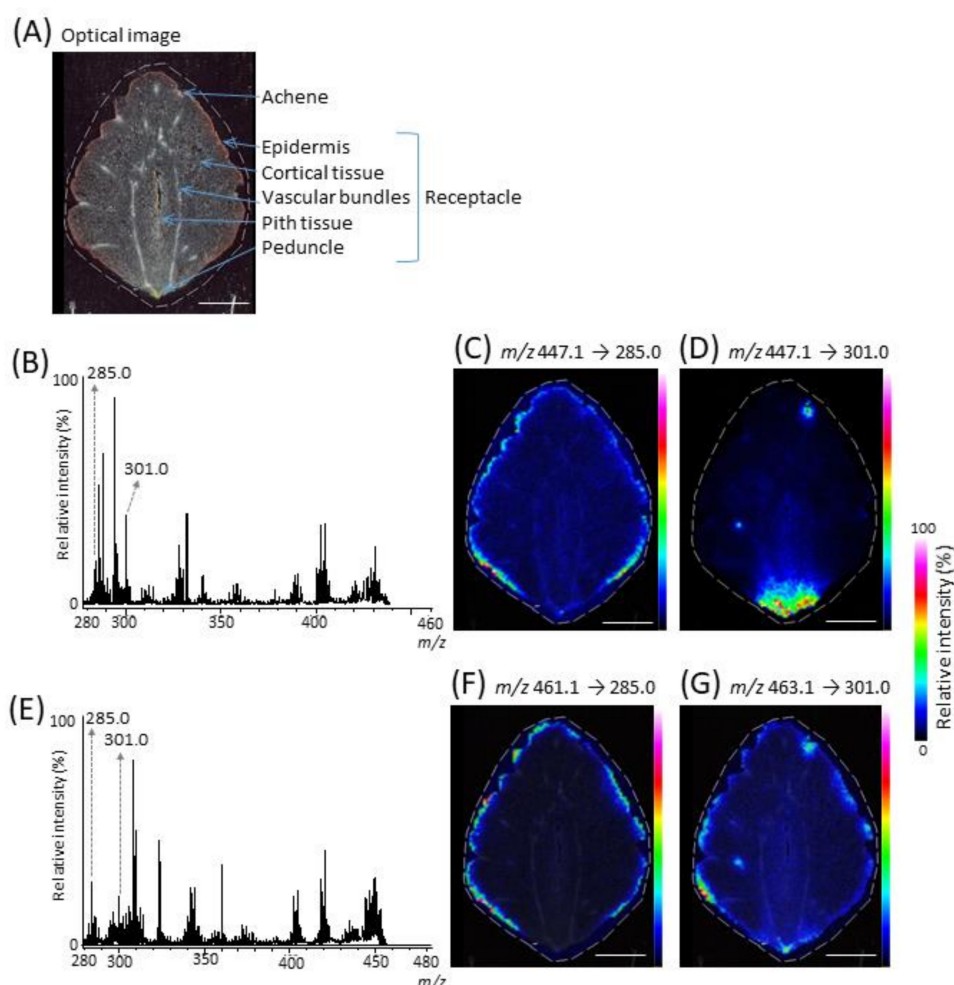 (A) Optical image
Achene
Epidermis
Cortical tissue
Vascular bundles
Receptacle
Pith tissue
Peduncle
(B)
100
285.0
301.0
Relative intensity (%)
0
280 300 400 460
m/z
(C) m/z 447.1 → 285.0
(D) m/z 447.1 → 301.0
100
Relative intensity (%)
0
(E)
100
285.0
301.0
Relative intensity (%)
0
280 300 350 400 450 480
m/z
(F) m/z 461.1 → 285.0
(G) m/z 463.1 → 301.0